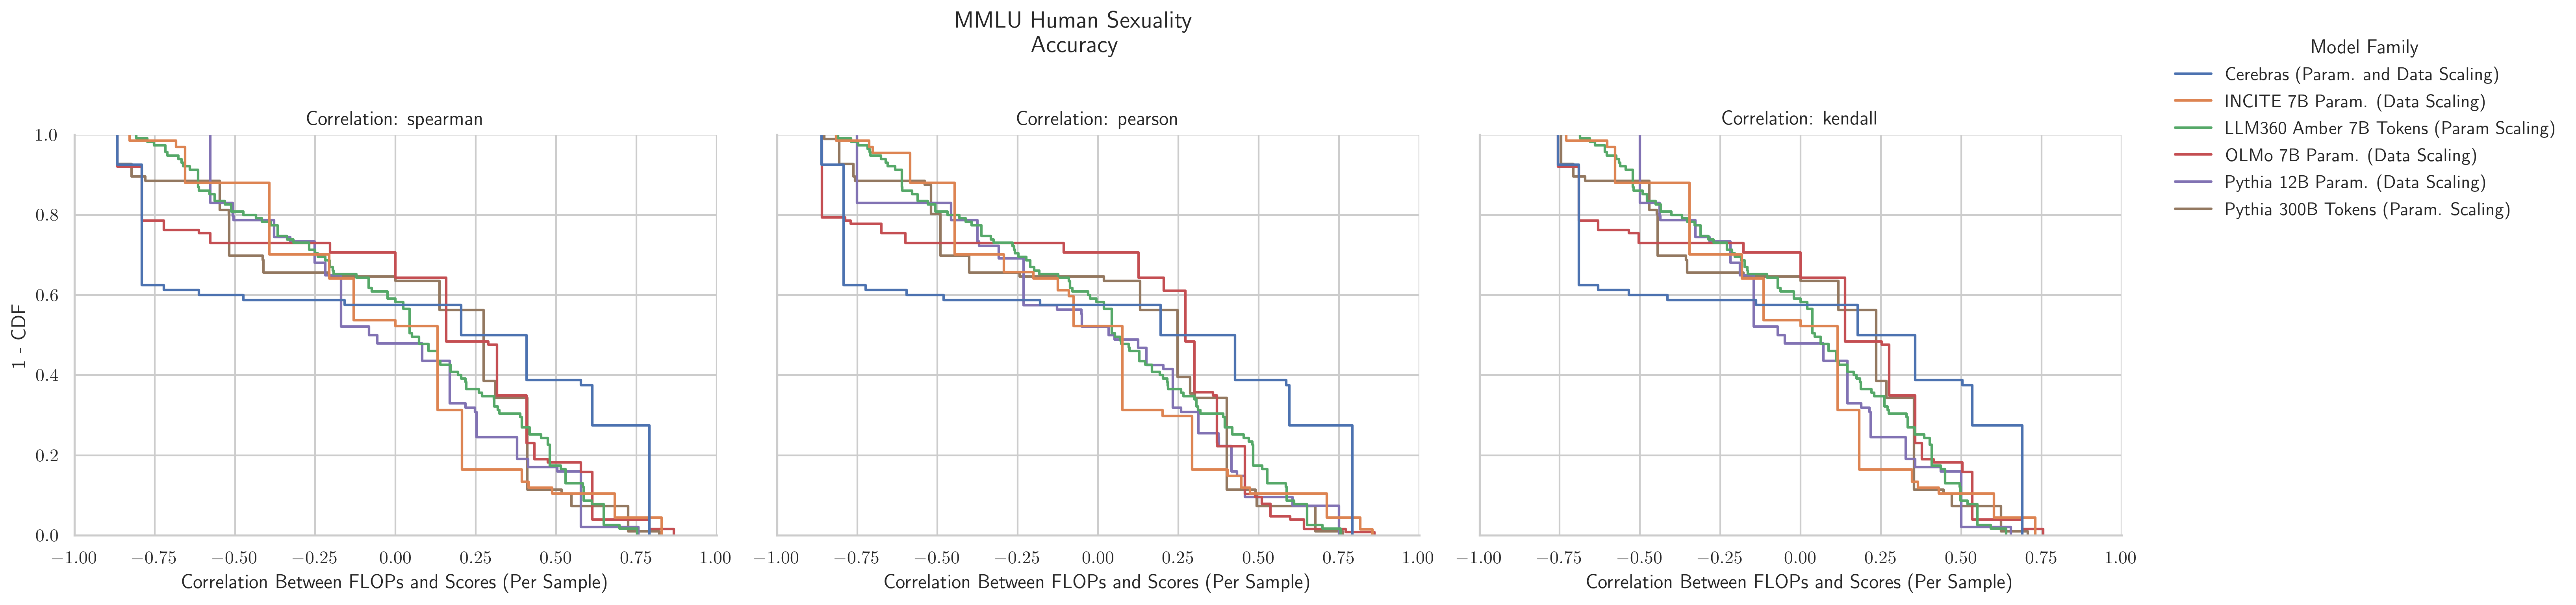 MMLU Human Sexuality
Accuracy
Model Family
Cerebras (Param. and Data Scaling)
INCITE 7B Param. (Data Scaling)
LLM360 Amber 7B Tokens (Param Scaling)
OLMo 7B Param. (Data Scaling)
Pythia 12B Param. (Data Scaling)
Pythia 300B Tokens (Param. Scaling)
Correlation: spearman
Correlation: pearson
Correlation: kendall
1 - CDF
1.0
0.8
0.6
0.4
0.2
0.0
−1.00 −0.75 −0.50 −0.25 0.00 0.25 0.50 0.75 1.00
−1.00 −0.75 −0.50 −0.25 0.00 0.25 0.50 0.75 1.00
−1.00 −0.75 −0.50 −0.25 0.00 0.25 0.50 0.75 1.00
Correlation Between FLOPs and Scores (Per Sample)
Correlation Between FLOPs and Scores (Per Sample)
Correlation Between FLOPs and Scores (Per Sample)